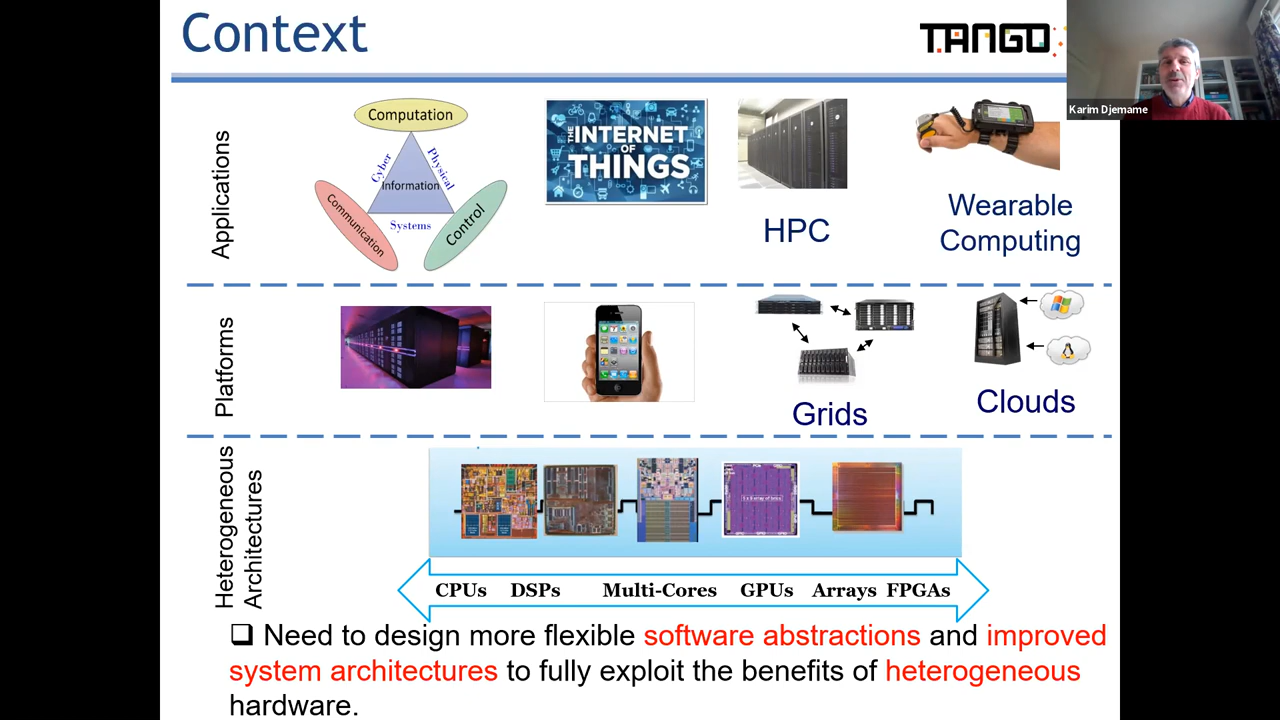 Context
TANGO
Karim Djemame
Applications
Computation
Cyber
Physical
Information
Systems
Communication
Control
THE
INTERNET
OF
THINGS
HPC
Wearable
Computing
Platforms
Grids
Clouds
Heterogeneous
Architectures
CPUs DSPs Multi-Cores GPUs Arrays FPGAs
❑ Need to design more flexible software abstractions and improved
system architectures to fully exploit the benefits of heterogeneous
hardware.